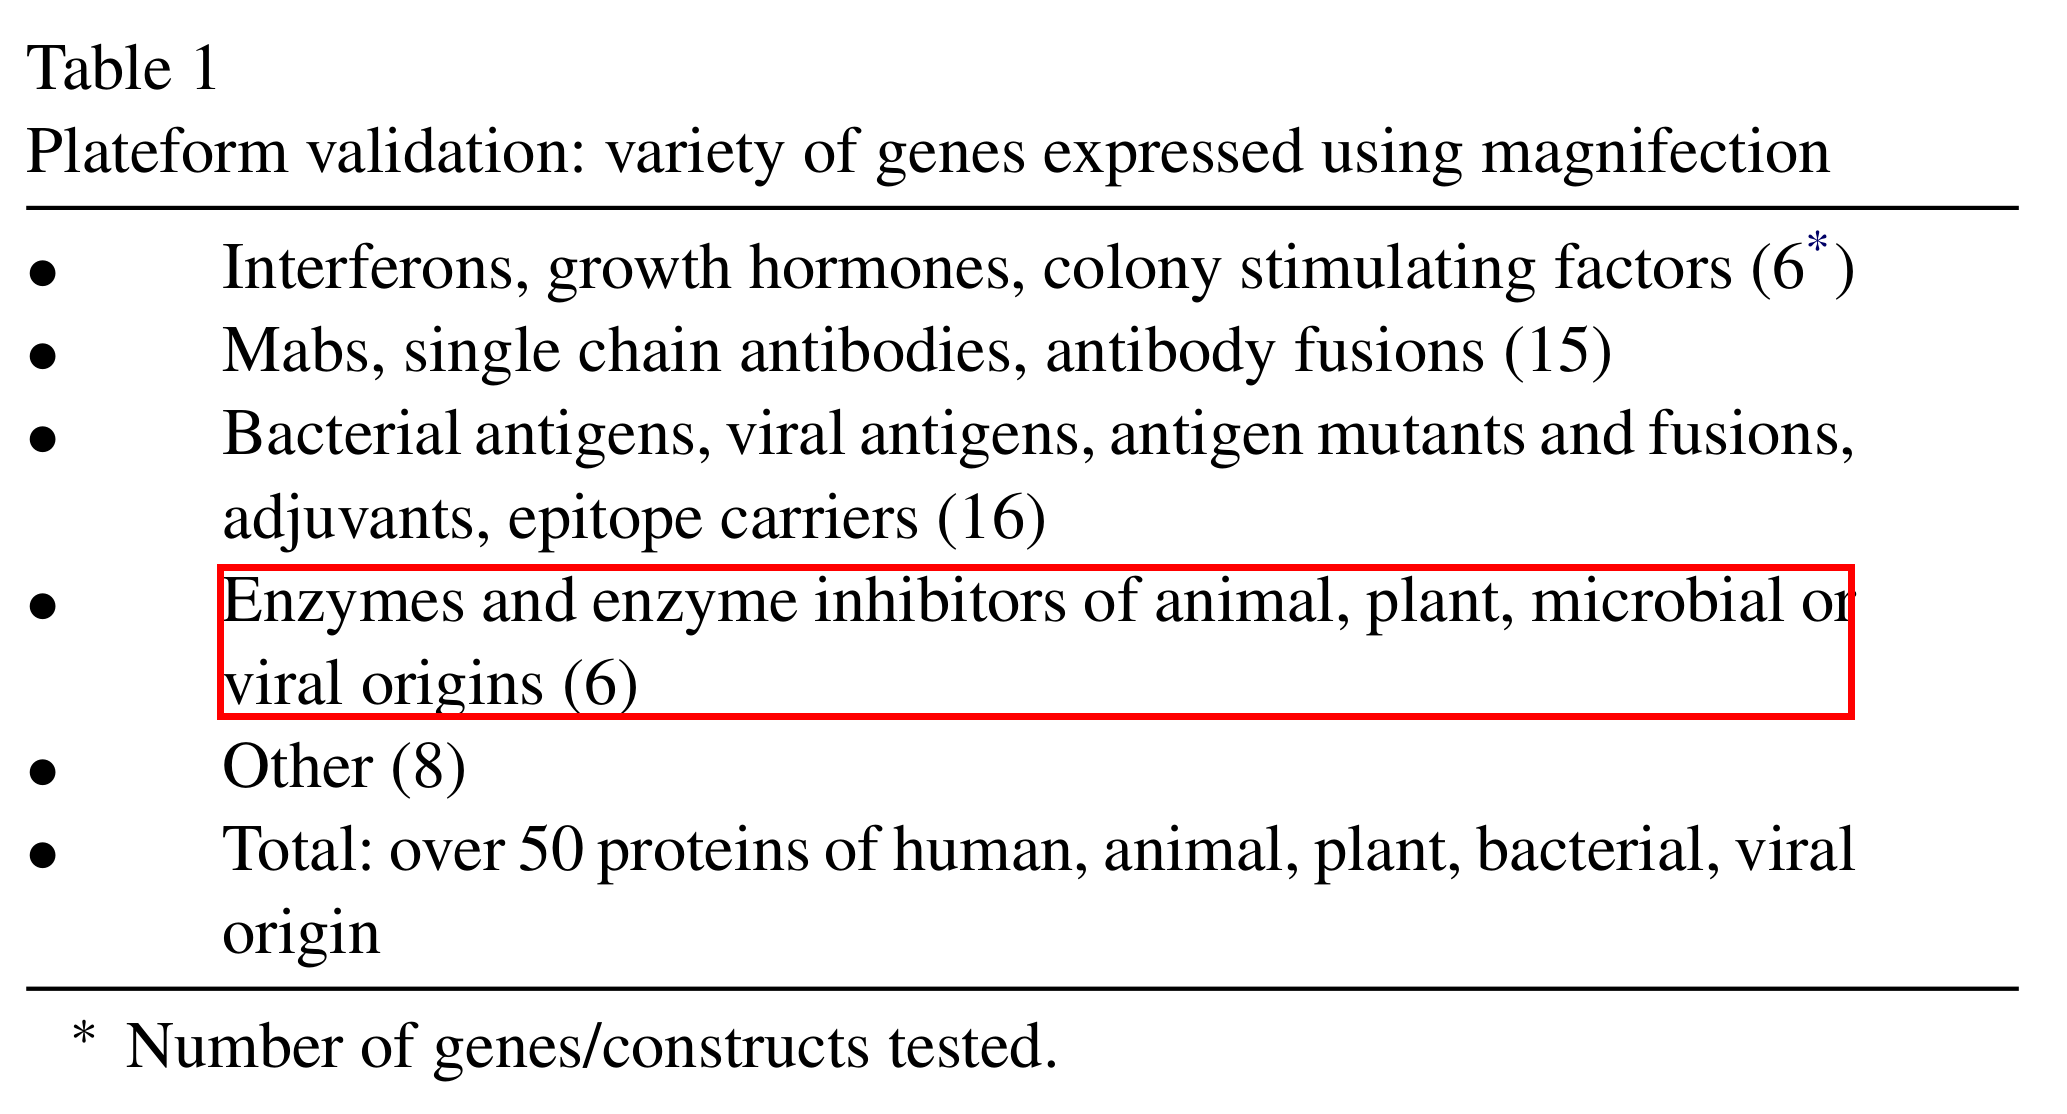 Table 1
Plateform validation: variety of genes expressed using magnifection
● Interferons, growth hormones, colony stimulating factors (6*)
● Mabs, single chain antibodies, antibody fusions (15)
● Bacterial antigens, viral antigens, antigen mutants and fusions,
adjuvants, epitope carriers (16)
● Enzymes and enzyme inhibitors of animal, plant, microbial or
viral origins (6)
● Other (8)
● Total: over 50 proteins of human, animal, plant, bacterial, viral
origin
* Number of genes/constructs tested.